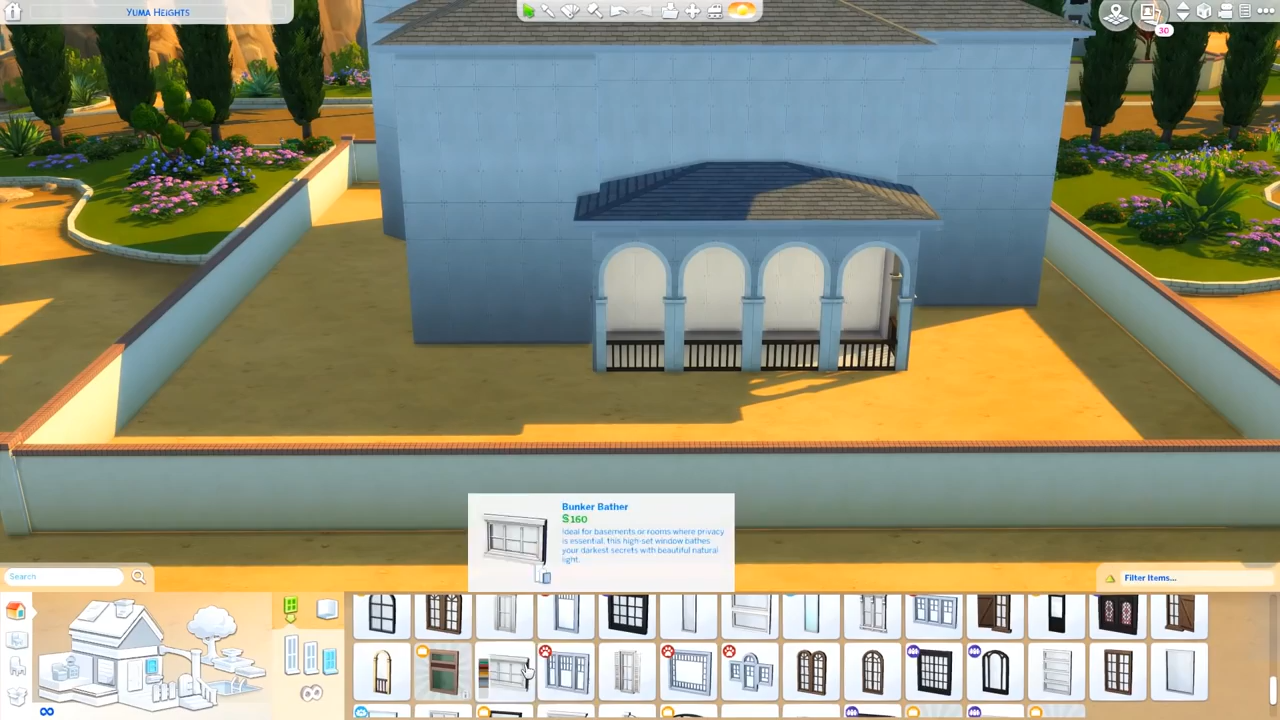 Yuma Heights
30
Bunker Bather
§160
Ideal for basements or rooms where privacy
is essential, this high-set window bathes
your darkest secrets with beautiful natural
light.
Search
Filter Items...